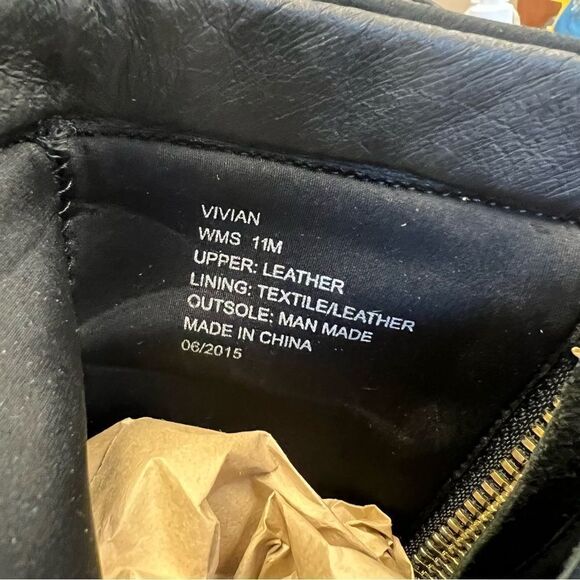 VIVIAN
WMS 11M
UPPER: LEATHER
LINING: TEXTILE/LEATHER
OUTSOLE: MAN MADE
MADE IN CHINA
06/2015